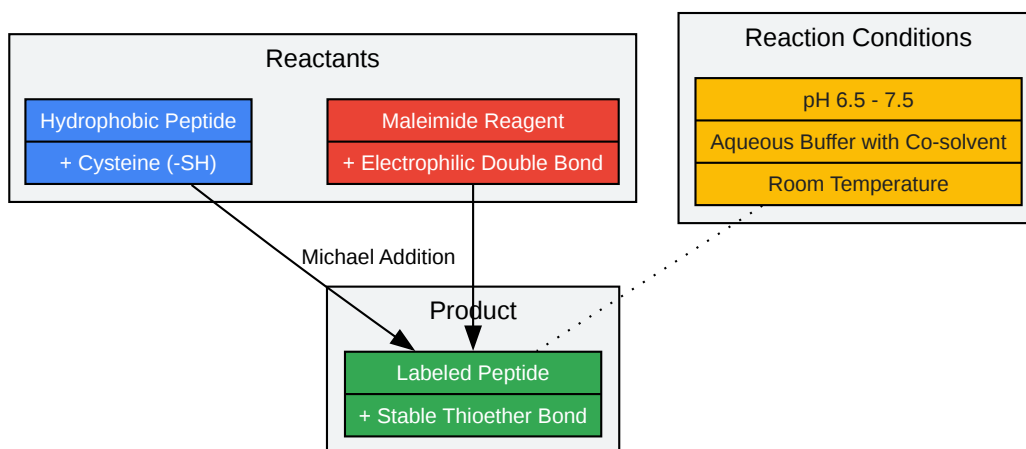 Reactants
Hydrophobic Peptide
+ Cysteine (-SH)
Maleimide Reagent
+ Electrophilic Double Bond
Reaction Conditions
pH 6.5 - 7.5
Aqueous Buffer with Co-solvent
Room Temperature
Michael Addition
Product
Labeled Peptide
+ Stable Thioether Bond